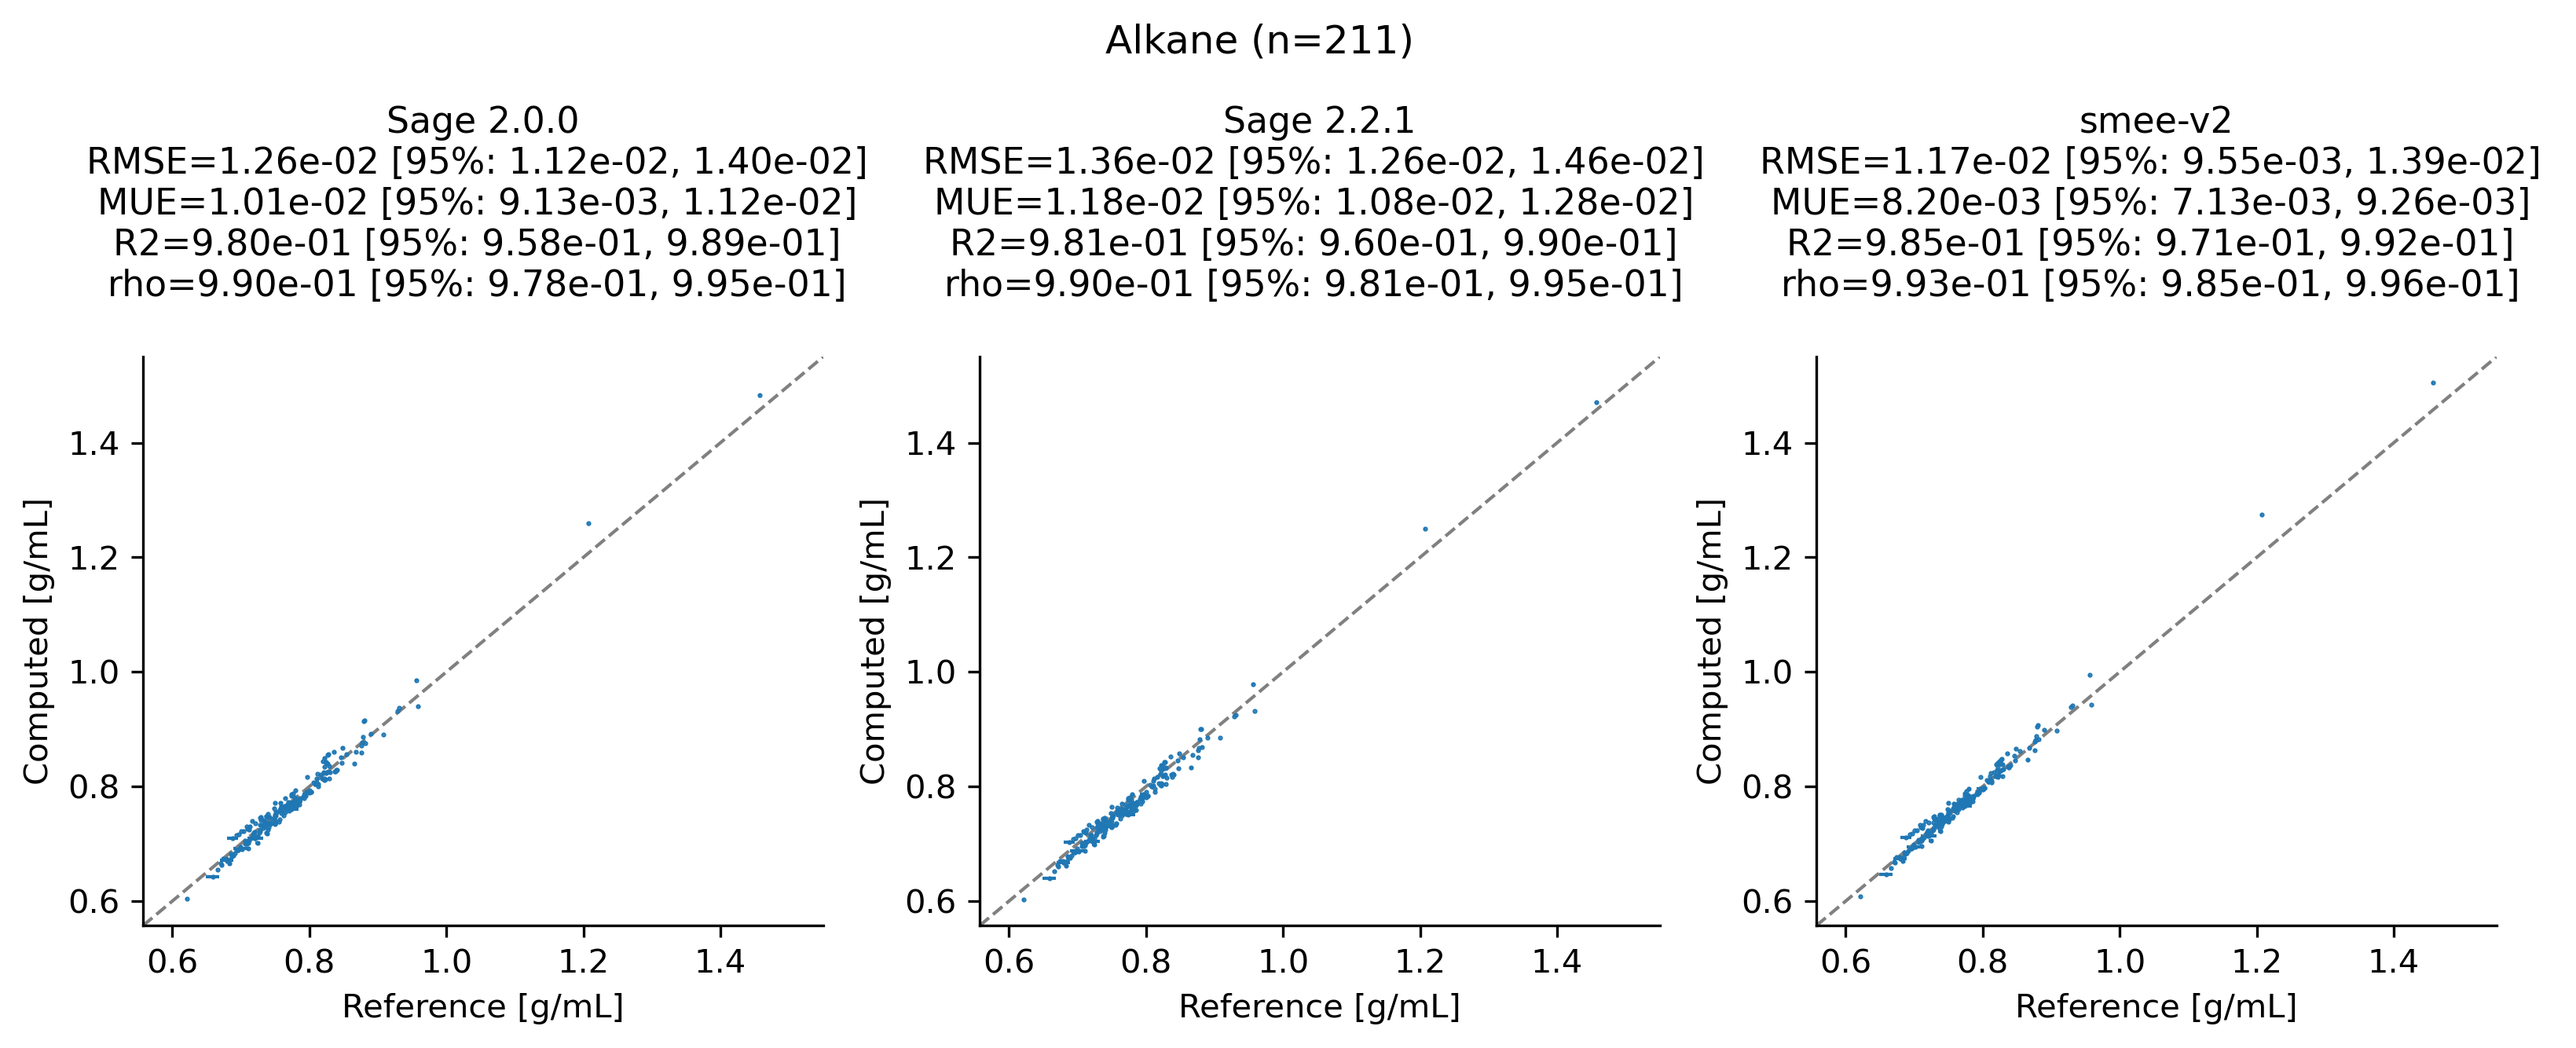 Alkane (n=211)
Sage 2.0.0
RMSE=1.26e-02 [95%: 1.12e-02, 1.40e-02]
MUE=1.01e-02 [95%: 9.13e-03, 1.12e-02]
R2=9.80e-01 [95%: 9.58e-01, 9.89e-01]
rho=9.90e-01 [95%: 9.78e-01, 9.95e-01]
Computed [g/mL]
1.4
1.2
1.0
0.8
0.6
0.6 0.8 1.0 1.2 1.4
Reference [g/mL]
Sage 2.2.1
RMSE=1.36e-02 [95%: 1.26e-02, 1.46e-02]
MUE=1.18e-02 [95%: 1.08e-02, 1.28e-02]
R2=9.81e-01 [95%: 9.60e-01, 9.90e-01]
rho=9.90e-01 [95%: 9.81e-01, 9.95e-01]
Computed [g/mL]
1.4
1.2
1.0
0.8
0.6
0.6 0.8 1.0 1.2 1.4
Reference [g/mL]
smee-v2
RMSE=1.17e-02 [95%: 9.55e-03, 1.39e-02]
MUE=8.20e-03 [95%: 7.13e-03, 9.26e-03]
R2=9.85e-01 [95%: 9.71e-01, 9.92e-01]
rho=9.93e-01 [95%: 9.85e-01, 9.96e-01]
Computed [g/mL]
1.4
1.2
1.0
0.8
0.6
0.6 0.8 1.0 1.2 1.4
Reference [g/mL]